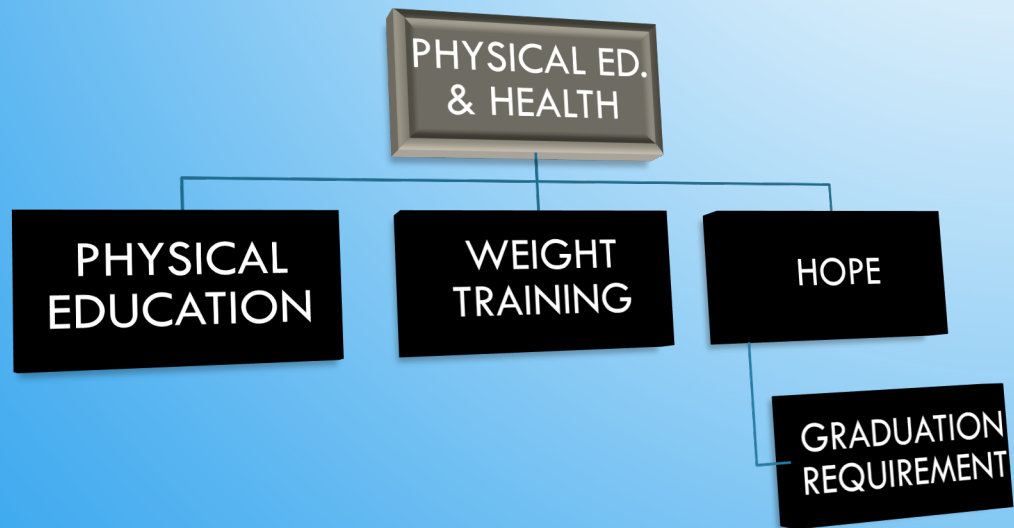 PHYSICAL ED.
& HEALTH
PHYSICAL
EDUCATION
WEIGHT
TRAINING
HOPE
GRADUATION
REQUIREMENT